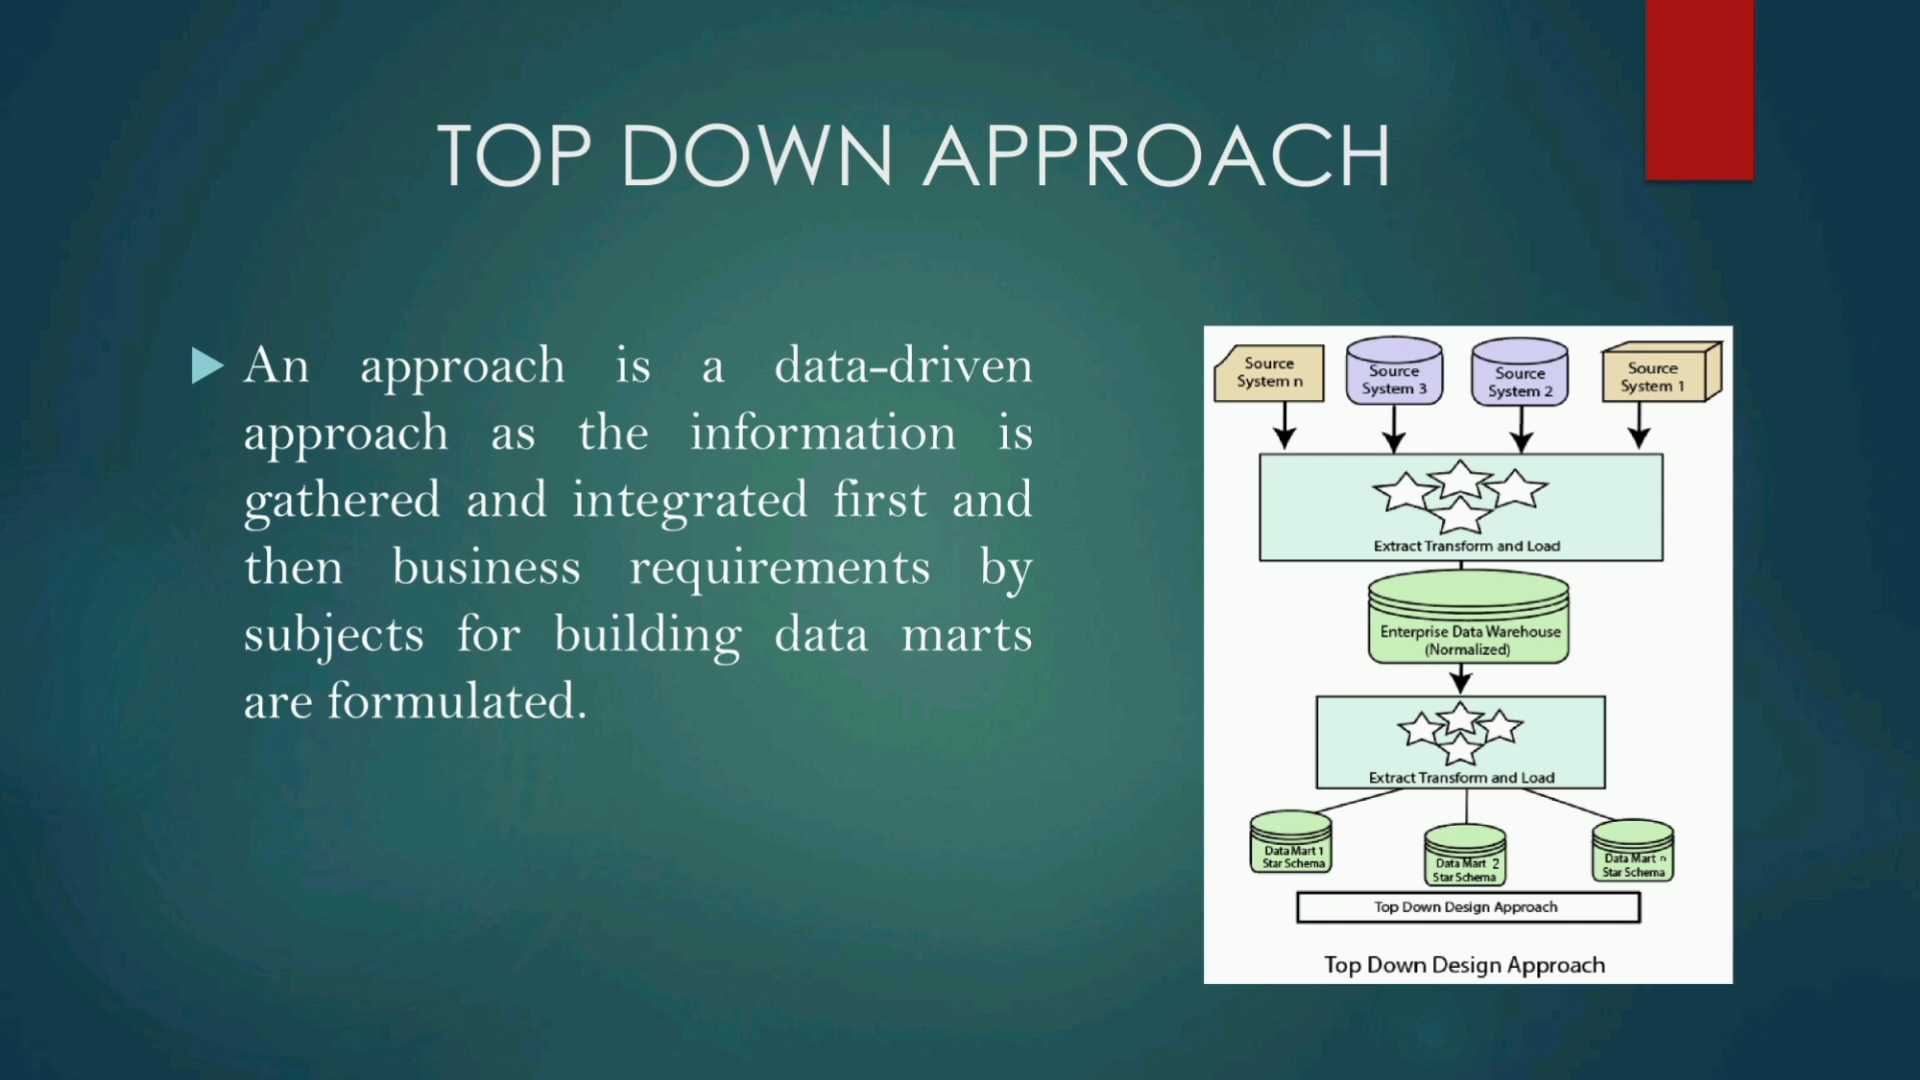 TOP DOWN APPROACH
An approach is a data-driven
approach as the information is
gathered and integrated first and
then business requirements by
subjects for building data marts
are formulated.
Source
System n
Source
System 3
Source
System 2
Source
System 1
Extract Transform and Load
Enterprise Data Warehouse
(Normalized)
Extract Transform and Load
Data Mart 1
Star Schema
Data Mart 2
Star Schema
Data Mart n
Star Schema
Top Down Design Approach
Top Down Design Approach